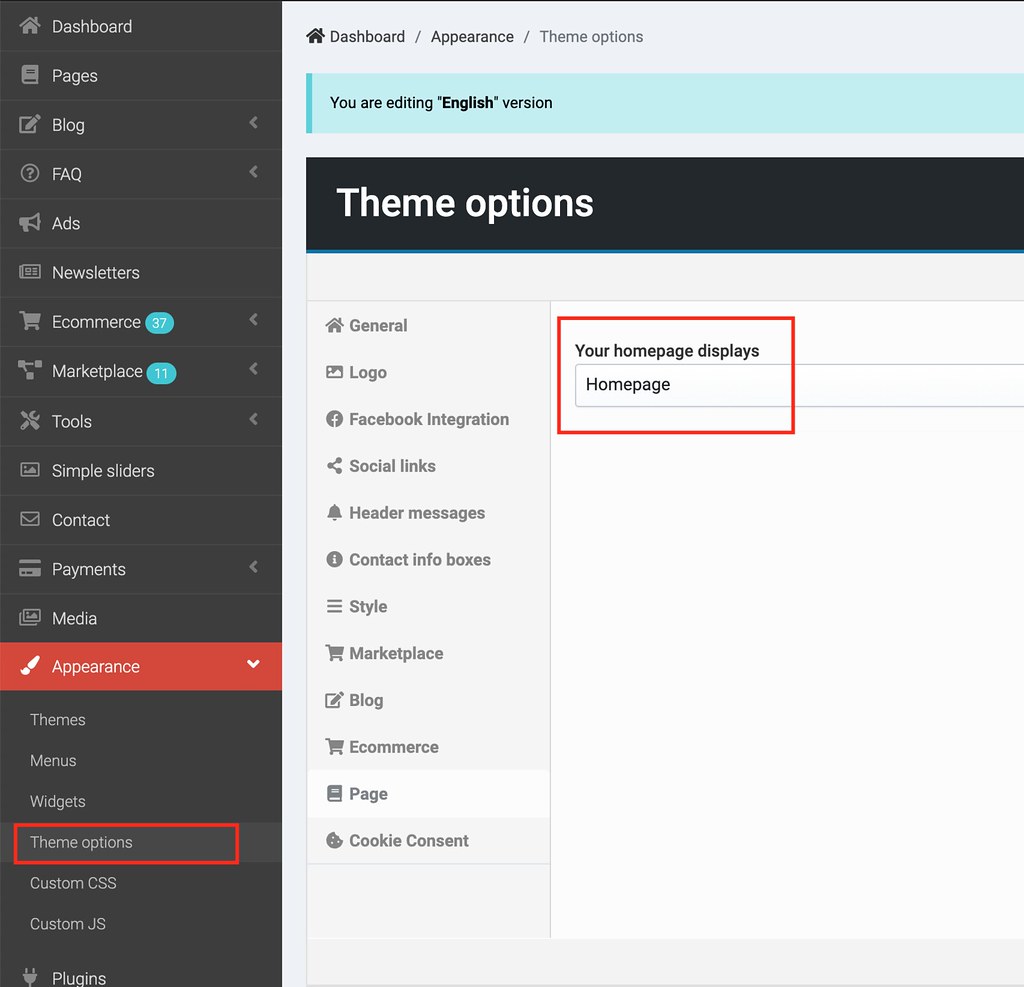 Dashboard
Pages
Blog
FAQ
Ads
Newsletters
Ecommerce 37
Marketplace 11
Tools
Simple sliders
Contact
Payments
Media
Appearance
Themes
Menus
Widgets
Theme options
Custom CSS
Custom JS
Plugins
Dashboard / Appearance / Theme options
You are editing "English" version
Theme options
General
Logo
Facebook Integration
Social links
Header messages
Contact info boxes
Style
Marketplace
Blog
Ecommerce
Page
Cookie Consent
Your homepage displays
Homepage